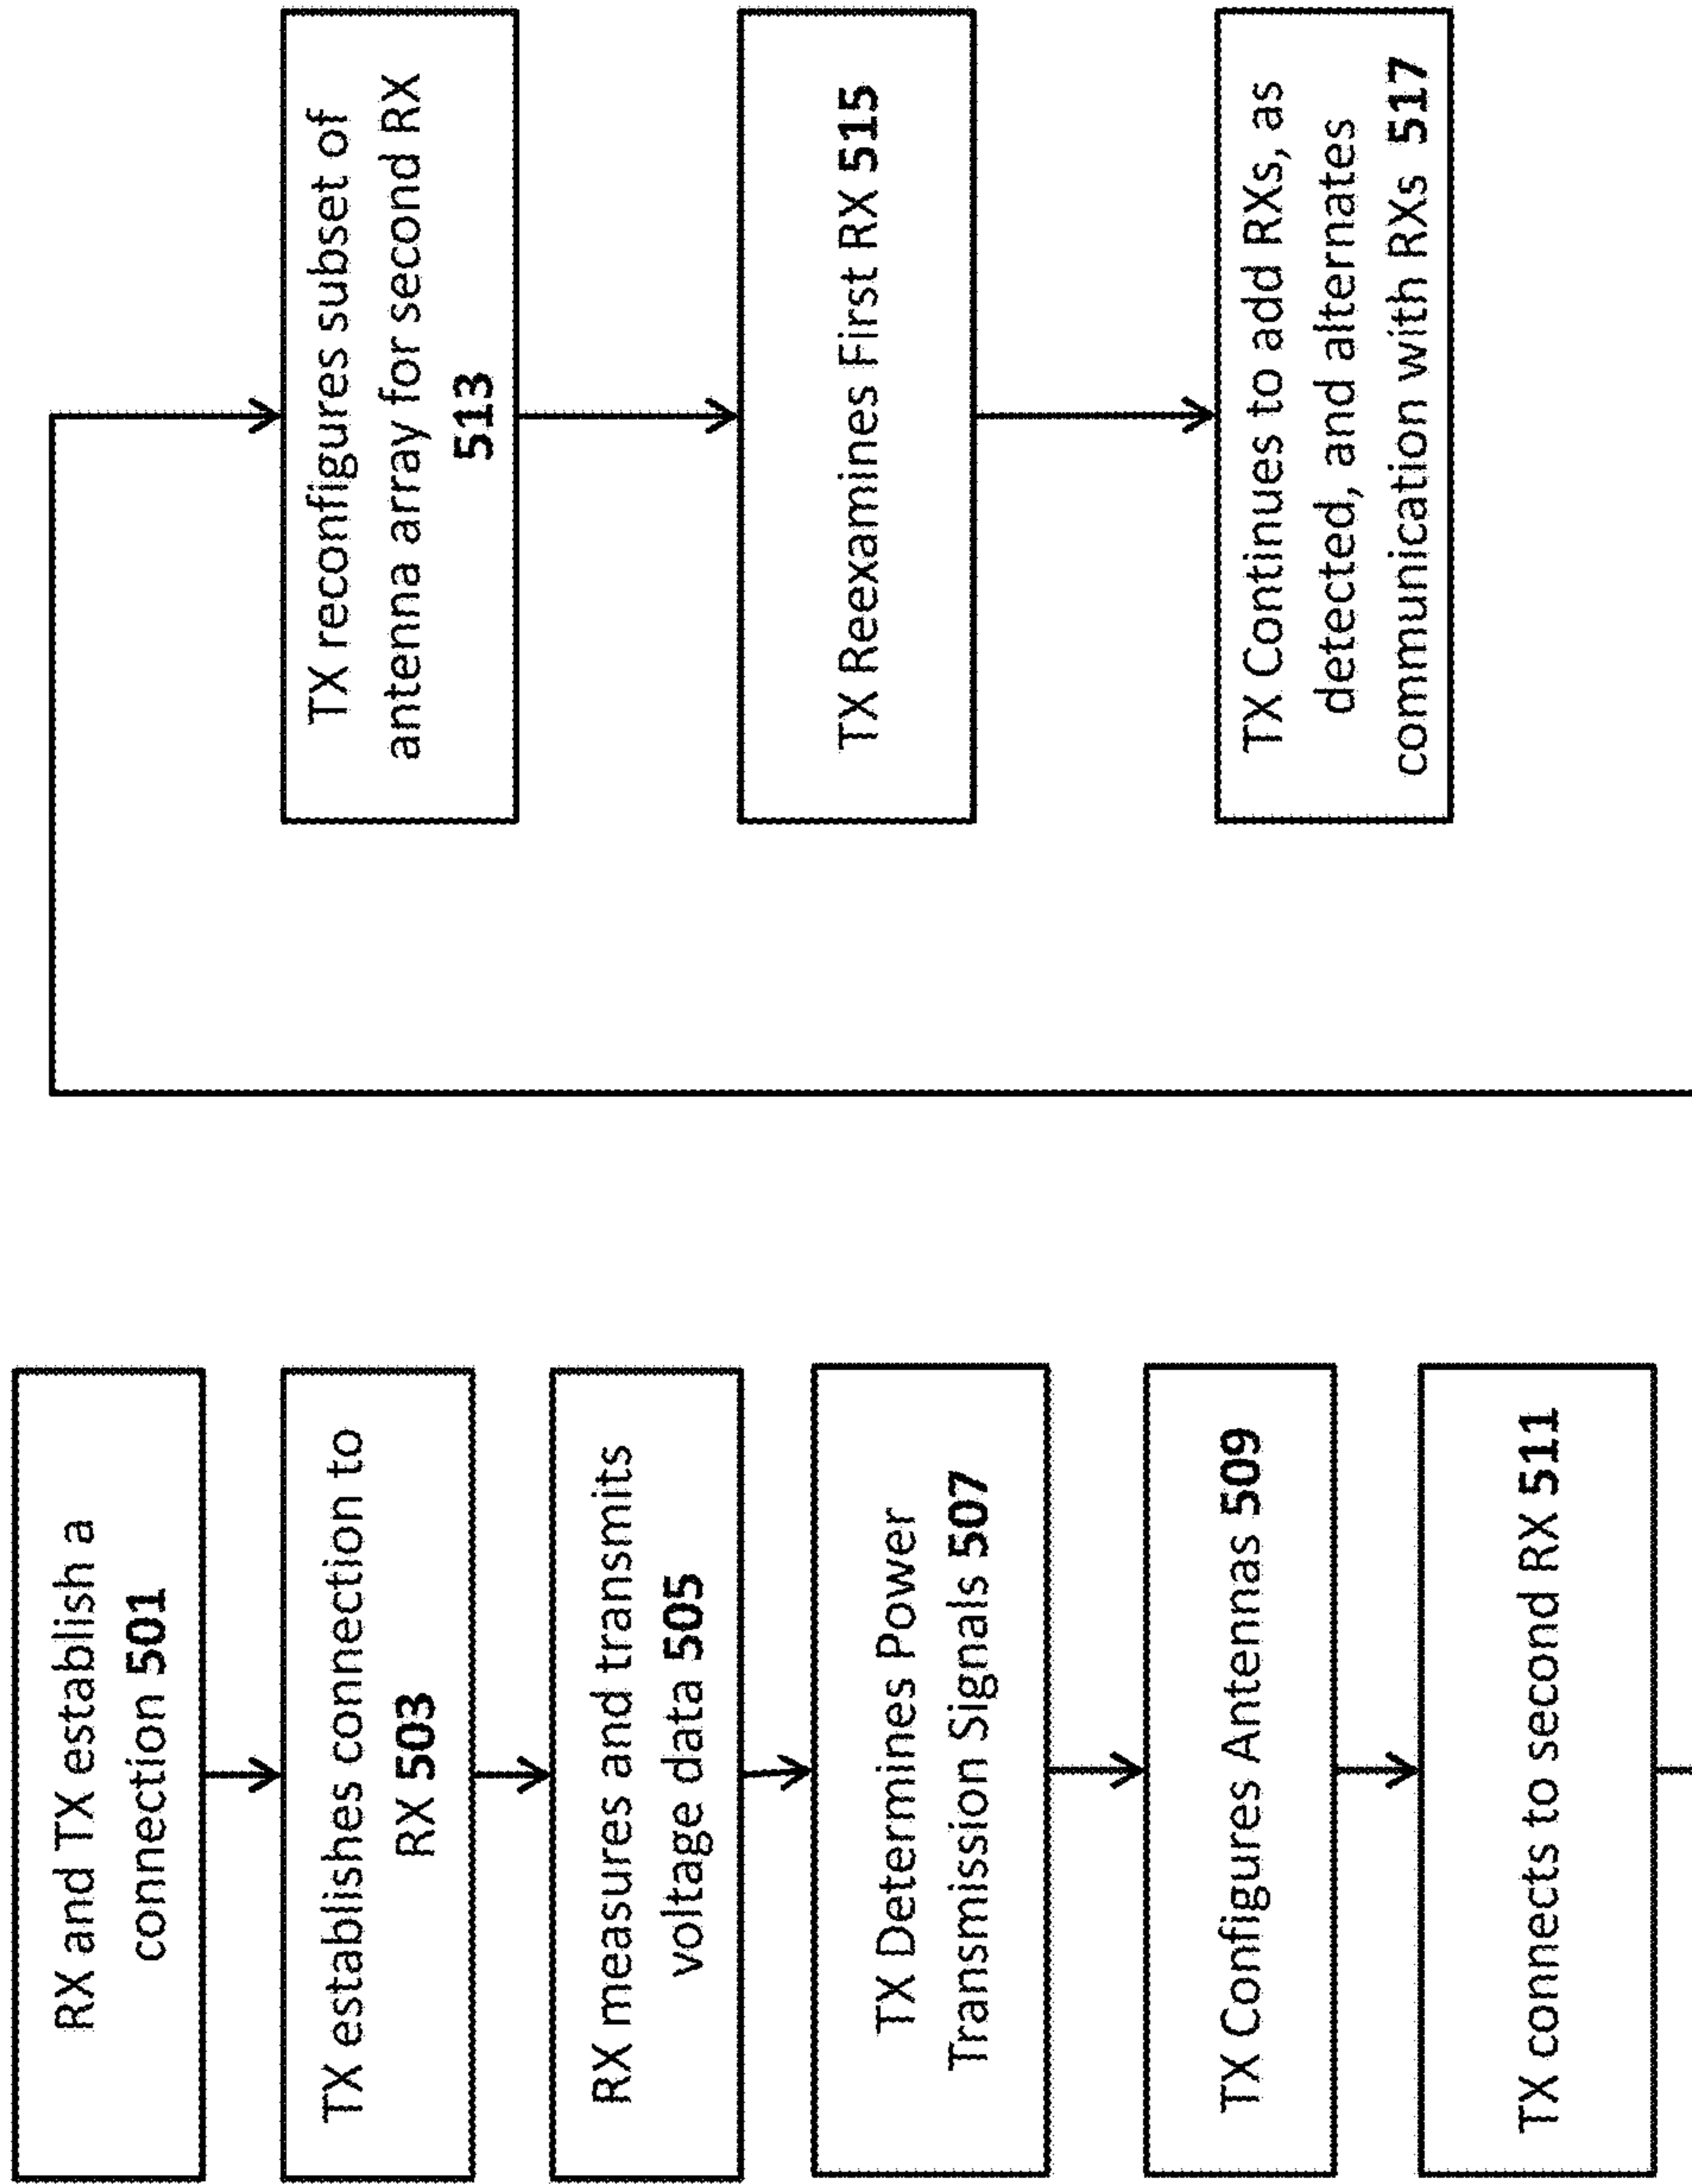 RX and TX establish a
connection 501
TX establishes connection to
RX 503
RX measures and transmits
voltage data 505
TX Determines Power
Transmission Signals 507
TX Configures Antennas 509
TX connects to second RX 511
TX reconfigures subset of
antenna array for second RX
513
TX Reexamines First RX 515
TX Continues to add RXs, as
detected, and alternates
communication with RXs 517